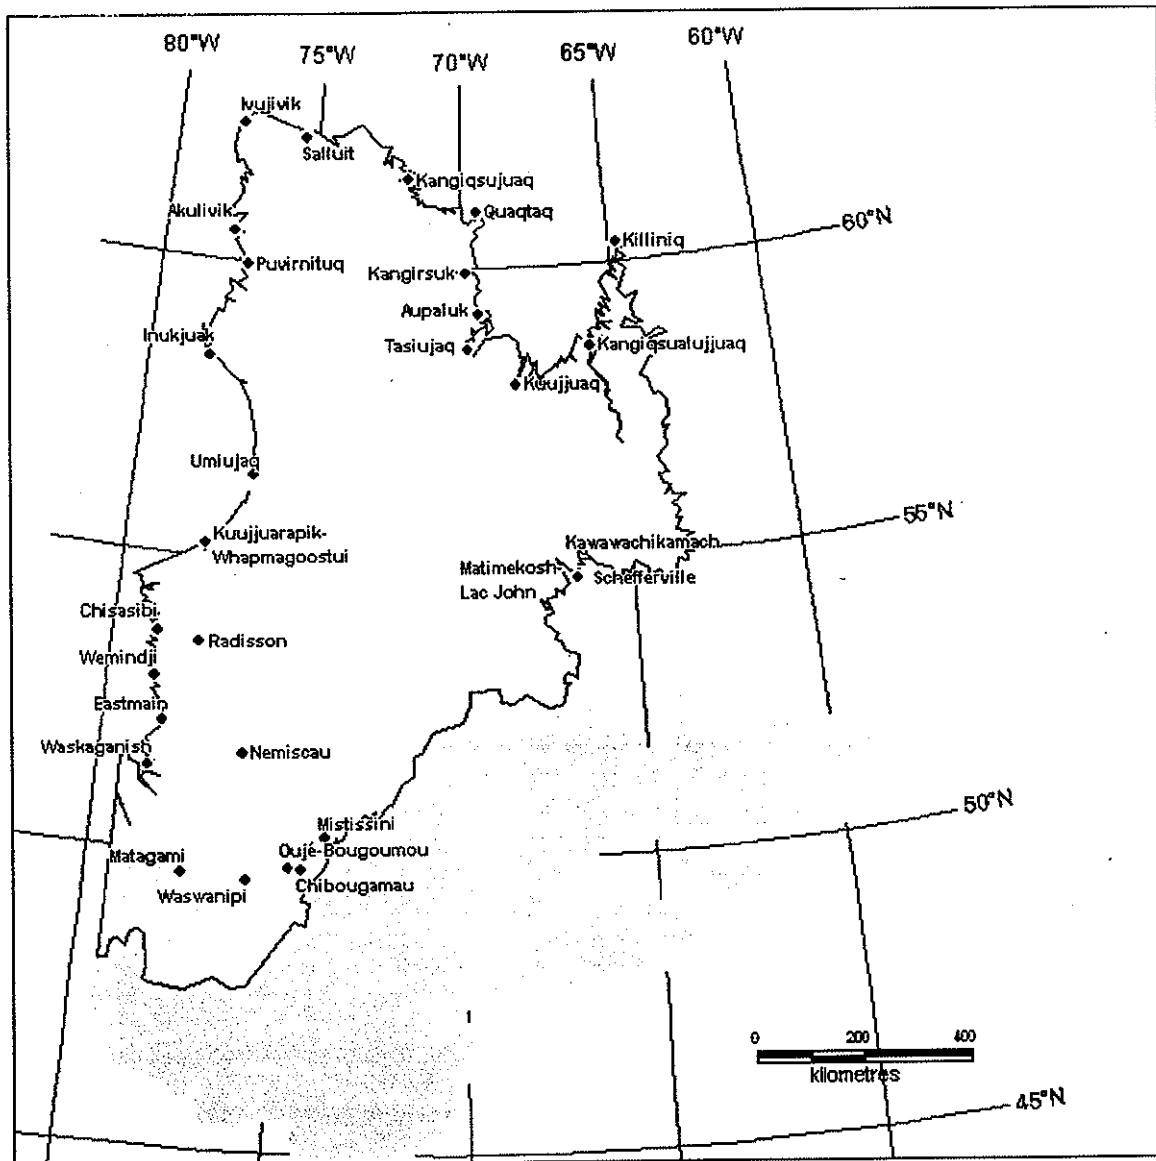 80°W
75°W
70°W
65°W
60°W
Ivujivik
Salluit
Kangiqsujuaq
Akulivik
Quaqtaq
60°N
Killiniq
Puvirnituq
Kangirsuk
Aupaluk
Inukjuak
Tasiujaq
Kangiqsualujjuaq
Kuujjuaq
Umiujaq
55°N
Kuujjuarapik-
Whapmagoostui
Kawawachikamach
Matimekosh
Schefferville
Lac John
Chisasibi
Radisson
Wemindji
Eastmain
Waskaganish
Nemiscau
50°N
Mistissini
Matagami
Oujé-Bougoumou
Waswanipi
Chibougamau
0 200 400
kilometres
45°N